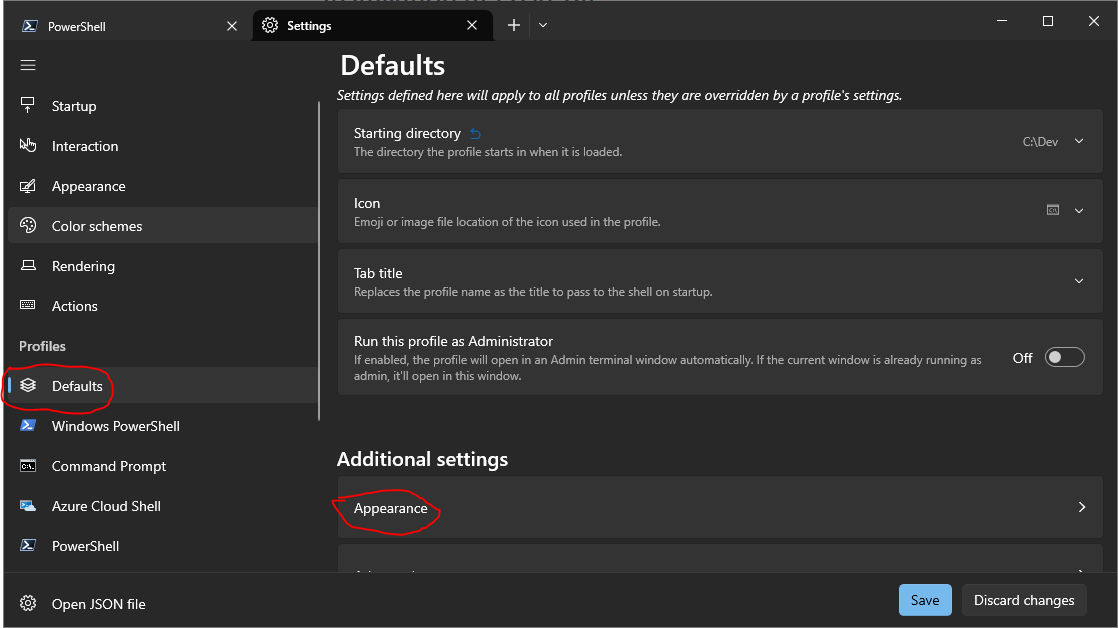 PowerShell
Settings
Startup
Interaction
Appearance
Color schemes
Rendering
Actions
Profiles
Defaults
Windows PowerShell
Command Prompt
Azure Cloud Shell
PowerShell
Open JSON file
Defaults
Settings defined here will apply to all profiles unless they are overridden by a profile's settings.
Starting directory
The directory the profile starts in when it is loaded.
C:\Dev
Icon
Emoji or image file location of the icon used in the profile.
Tab title
Replaces the profile name as the title to pass to the shell on startup.
Run this profile as Administrator
If enabled, the profile will open in an Admin terminal window automatically. If the current window is already running as
admin, it'll open in this window.
Off
Additional settings
Appearance
Save
Discard changes